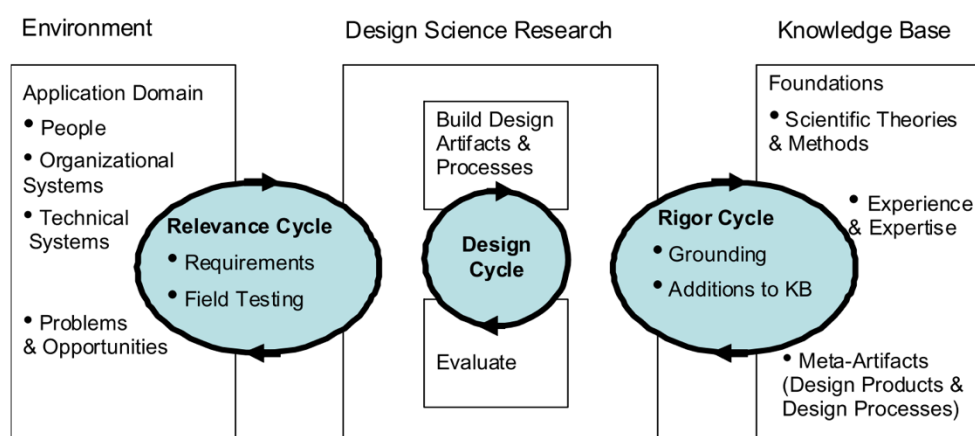 Environment
Design Science Research
Knowledge Base
Application Domain
• People
• Organizational
Systems
• Technical
Systems
• Problems
& Opportunities
Relevance Cycle
• Requirements
• Field Testing
Build Design
Artifacts &
Processes
Design
Cycle
Evaluate
Rigor Cycle
• Grounding
• Additions to KB
Foundations
• Scientific Theories
& Methods
• Experience
& Expertise
• Meta-Artifacts
(Design Products &
Design Processes)